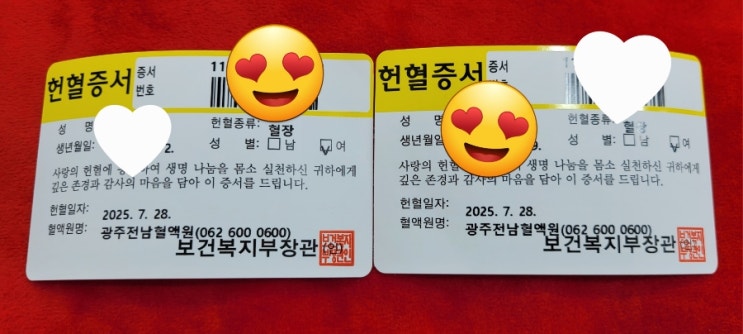 헌혈증서
증서
번호
11
성 명
헌혈종류:
혈장
생년월일:
2.
성 별:
남
여
사랑의 헌혈에 여 생명 나눔을 몸소 실천하신 귀하에게
깊은 존경과 감사의 마음을 담아 이 증서를 드립니다.
헌혈일자:
2025. 7. 28.
혈액원명:
광주전남혈액원(062 600 0600)
보건복지부장관
헌혈증서
증서
번호
성
헌혈종류:
생년월일:
9.
성 별:
남
여
사랑의 헌혈에 생명 나눔을 몸소 실천하신 귀하에게
깊은 존경과 감사의 마음을 담아 이 증서를 드립니다.
헌혈일자:
2025. 7. 28.
혈액원명:
광주전남혈액원(062 600 0600)
보건복지부장관